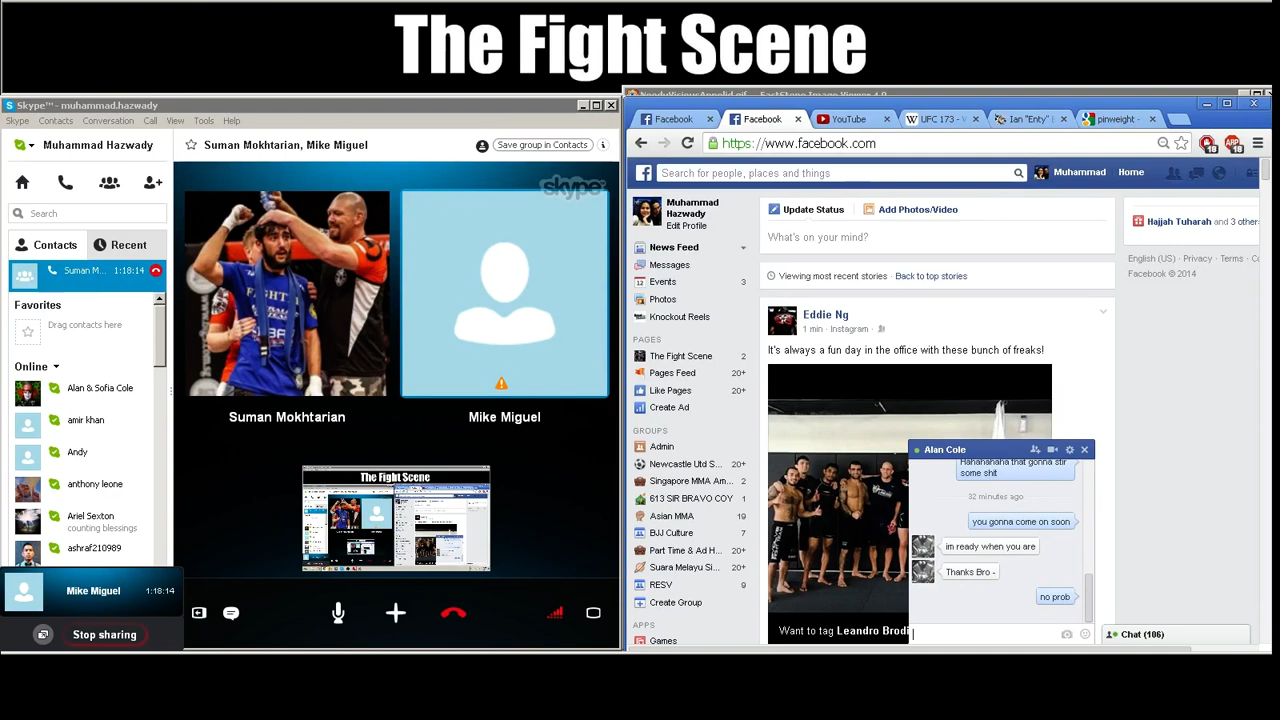 The Fight Scene
Skype™ - muhammad.hazwady
Skype Contacts Conversation Call View Tools Help
Muhammad Hazwady
Search
Contacts Recent
Suman M... 1:18:14
Favorites
Drag contacts here
Online
Alan & Sofia Cole
amir khan
Andy
anthony leone
Ariel Sexton
counting blessings
ashraf210989
Mike Miguel 1:18:14
Stop sharing
Suman Mokhtarian, Mike Miguel
Save group in Contacts
skype
Suman Mokhtarian
Mike Miguel
The Fight Scene
Facebook
Facebook
YouTube
UFC 173 -
Ian "Enty"
pinweight -
https://www.facebook.com
18
18
Search for people, places and things
Muhammad Home
Muhammad
Hazwady
Edit Profile
News Feed
Messages
Events 3
Photos
Knockout Reels
PAGES
The Fight Scene 2
Pages Feed 20+
Like Pages 20+
Create Ad
GROUPS
Admin
Newcastle Utd S... 20+
Singapore MMA Am... 2
613 SIR BRAVO COY 1
Asian MMA 19
BJJ Culture 7
Part Time & Ad H... 20+
Suara Melayu Si... 20+
RESV 9
Create Group
APPS
Games
Update Status Add Photos/Video
What's on your mind?
Viewing most recent stories · Back to top stories
Eddie Ng
1 min · Instagram ·
It's always a fun day in the office with these bunch of freaks!
Want to tag Leandro Brodi
Alan Cole
Hahahahaha that gonna stir
some shit
32 minutes ago
you gonna come on soon
im ready when you are
Thanks Bro -
no prob
Hajjah Tuharah and 3 others
English (US) · Privacy · Terms ·
Facebook © 2014
Chat (106)